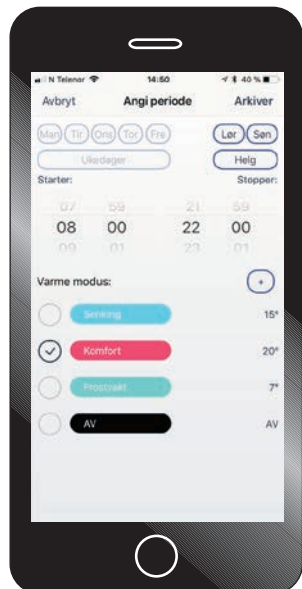 N Telenor 14:50 40 %
Avbryt Angi periode Arkiver
Man Tir Ons Tor Fre Lør Søn
Ukedager Helg
Starter: Stopper:
07 59 21 59
08 00 22 00
09 01 23 01
Varme modus: +
Senking 15°
Komfort 20°
Frostvakt 7°
AV AV